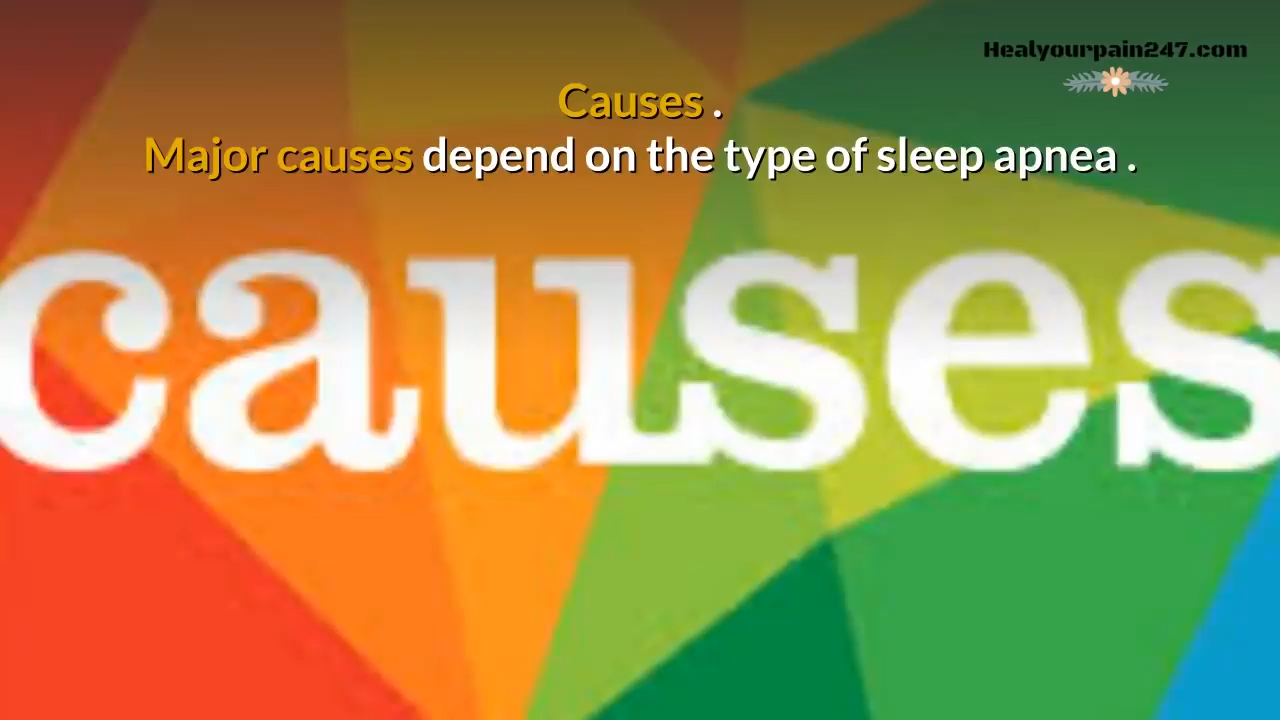 Healyourpain247.com
Causes .
Major causes depend on the type of sleep apnea .
causes